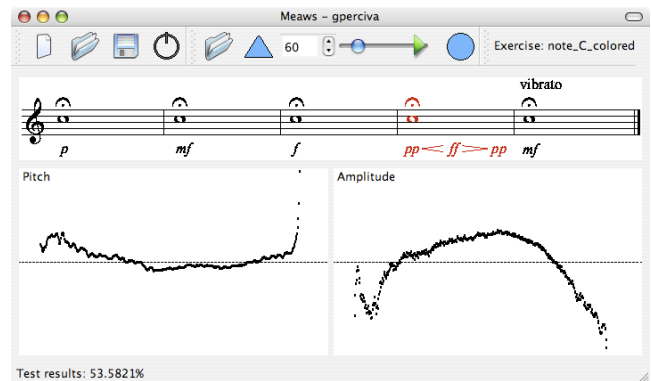 Meaws – gperciva
60 Exercise: note_C_colored
vibrato
p mf f pp ff pp mf
Pitch Amplitude
Test results: 53.5821%